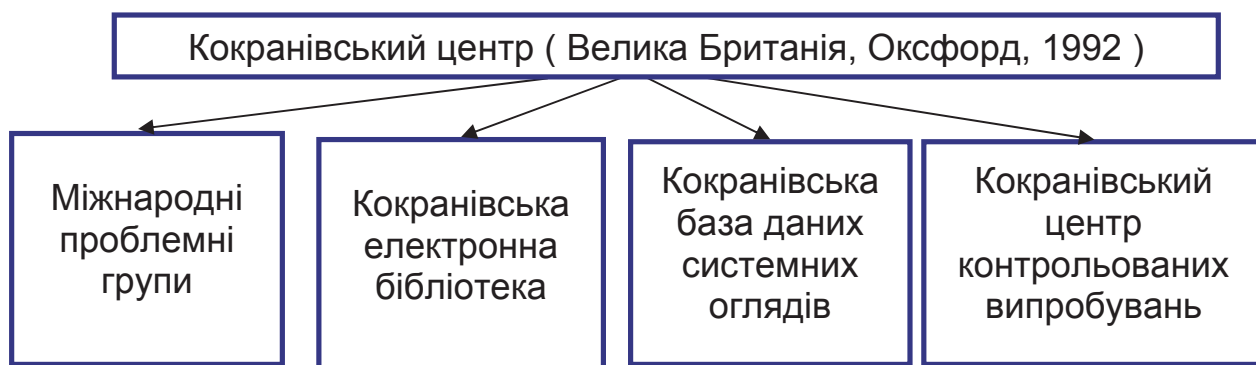 Кокранівський центр ( Велика Британія, Оксфорд, 1992 )
Міжнародні
проблемні
групи
Кокранівська
електронна
бібліотека
Кокранівська
база даних
системних
оглядів
Кокранівський
центр
контрольованих
випробувань